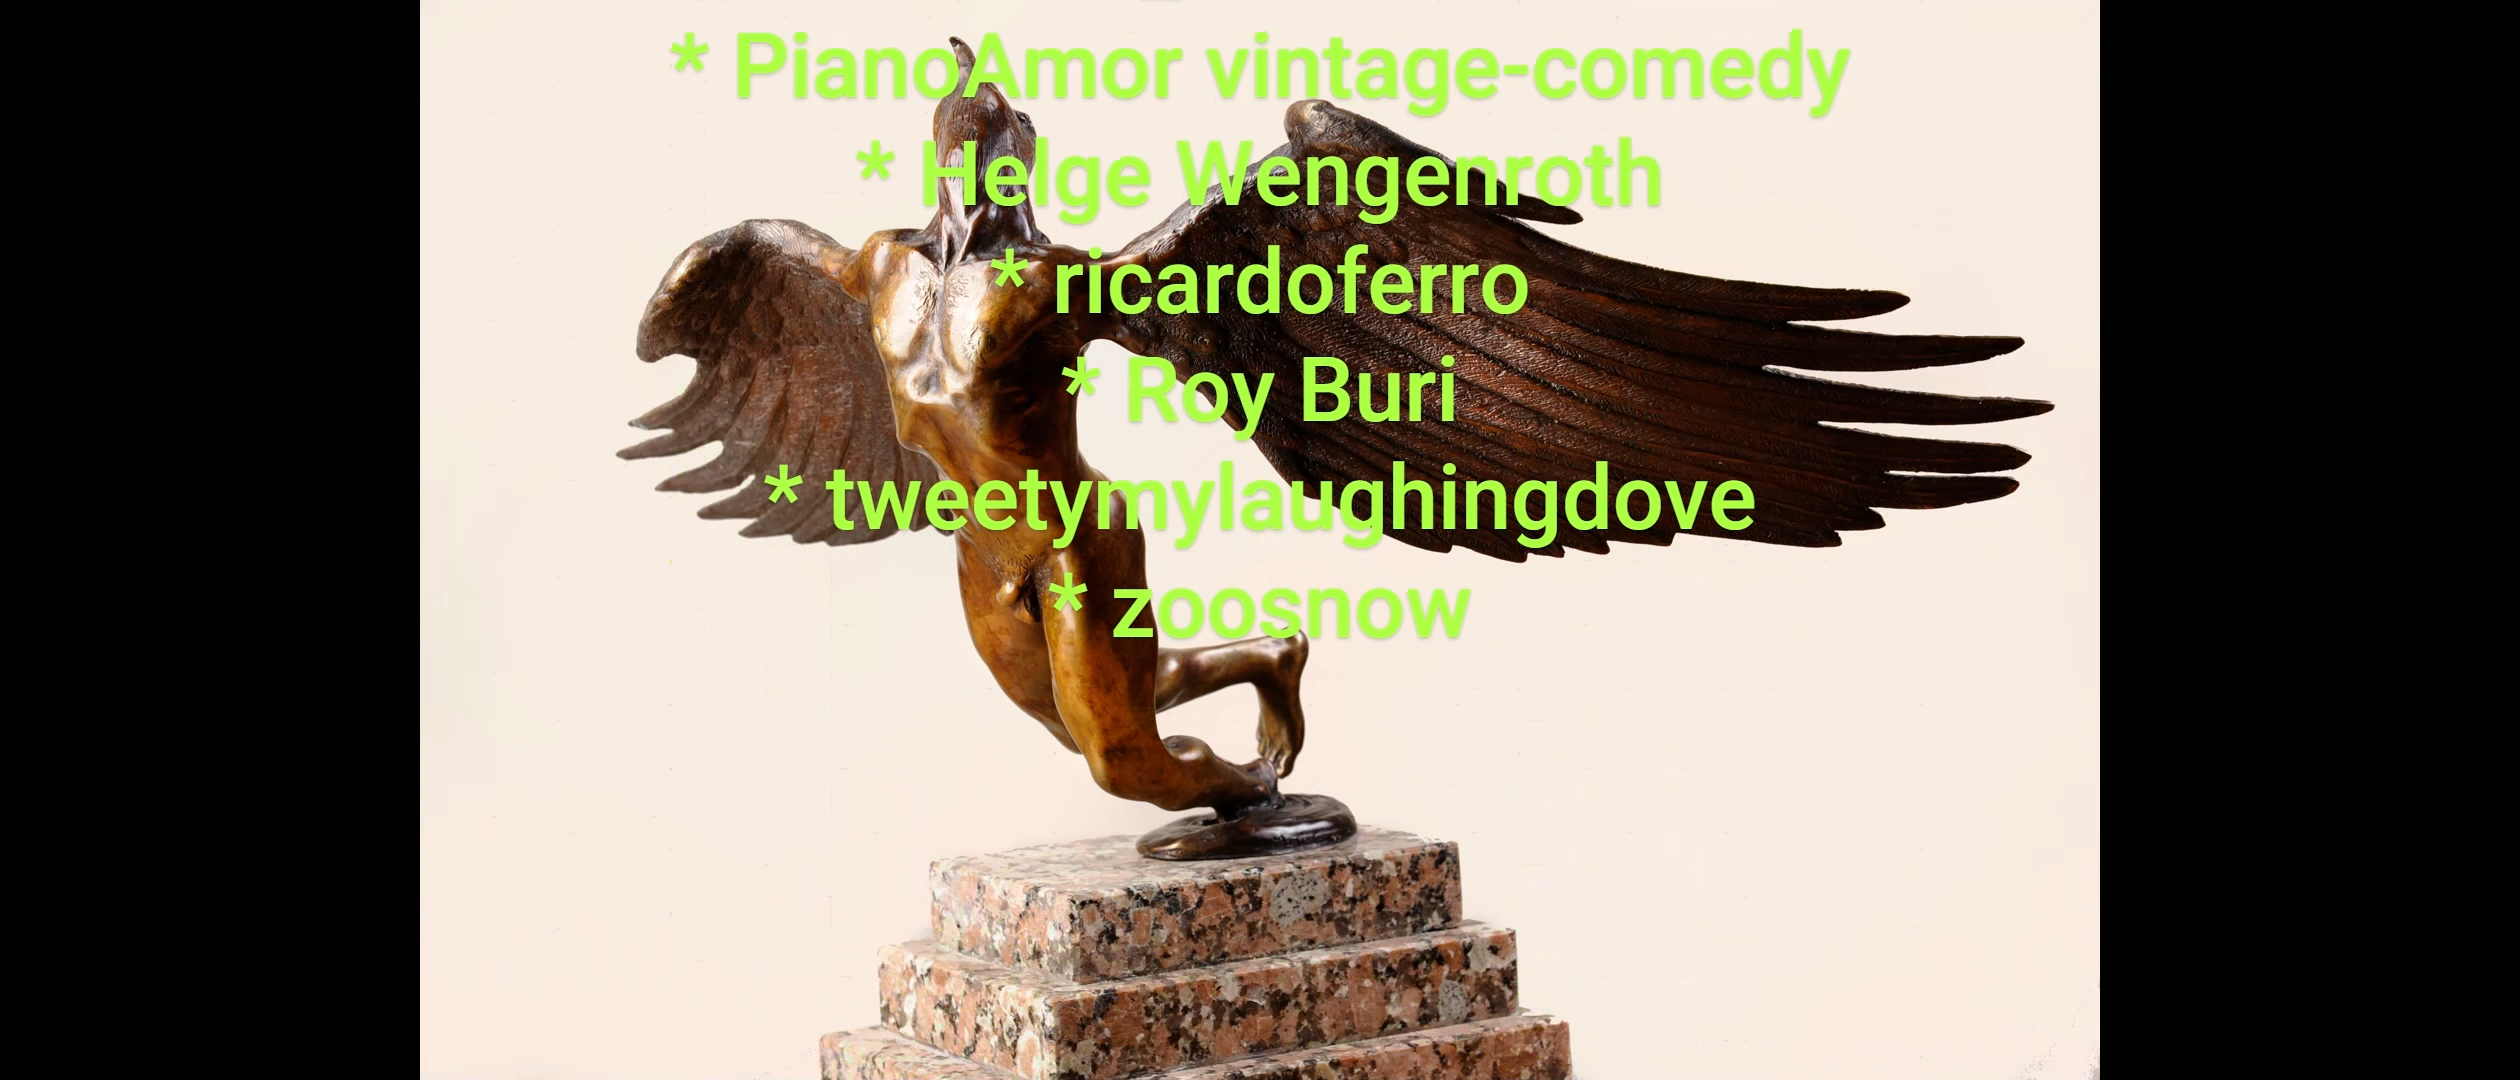 * PianoAmor vintage-comedy
* Helge Wengenroth
* ricardoferro
* Roy Buri
* tweetymylaughingdove
* zoosnow